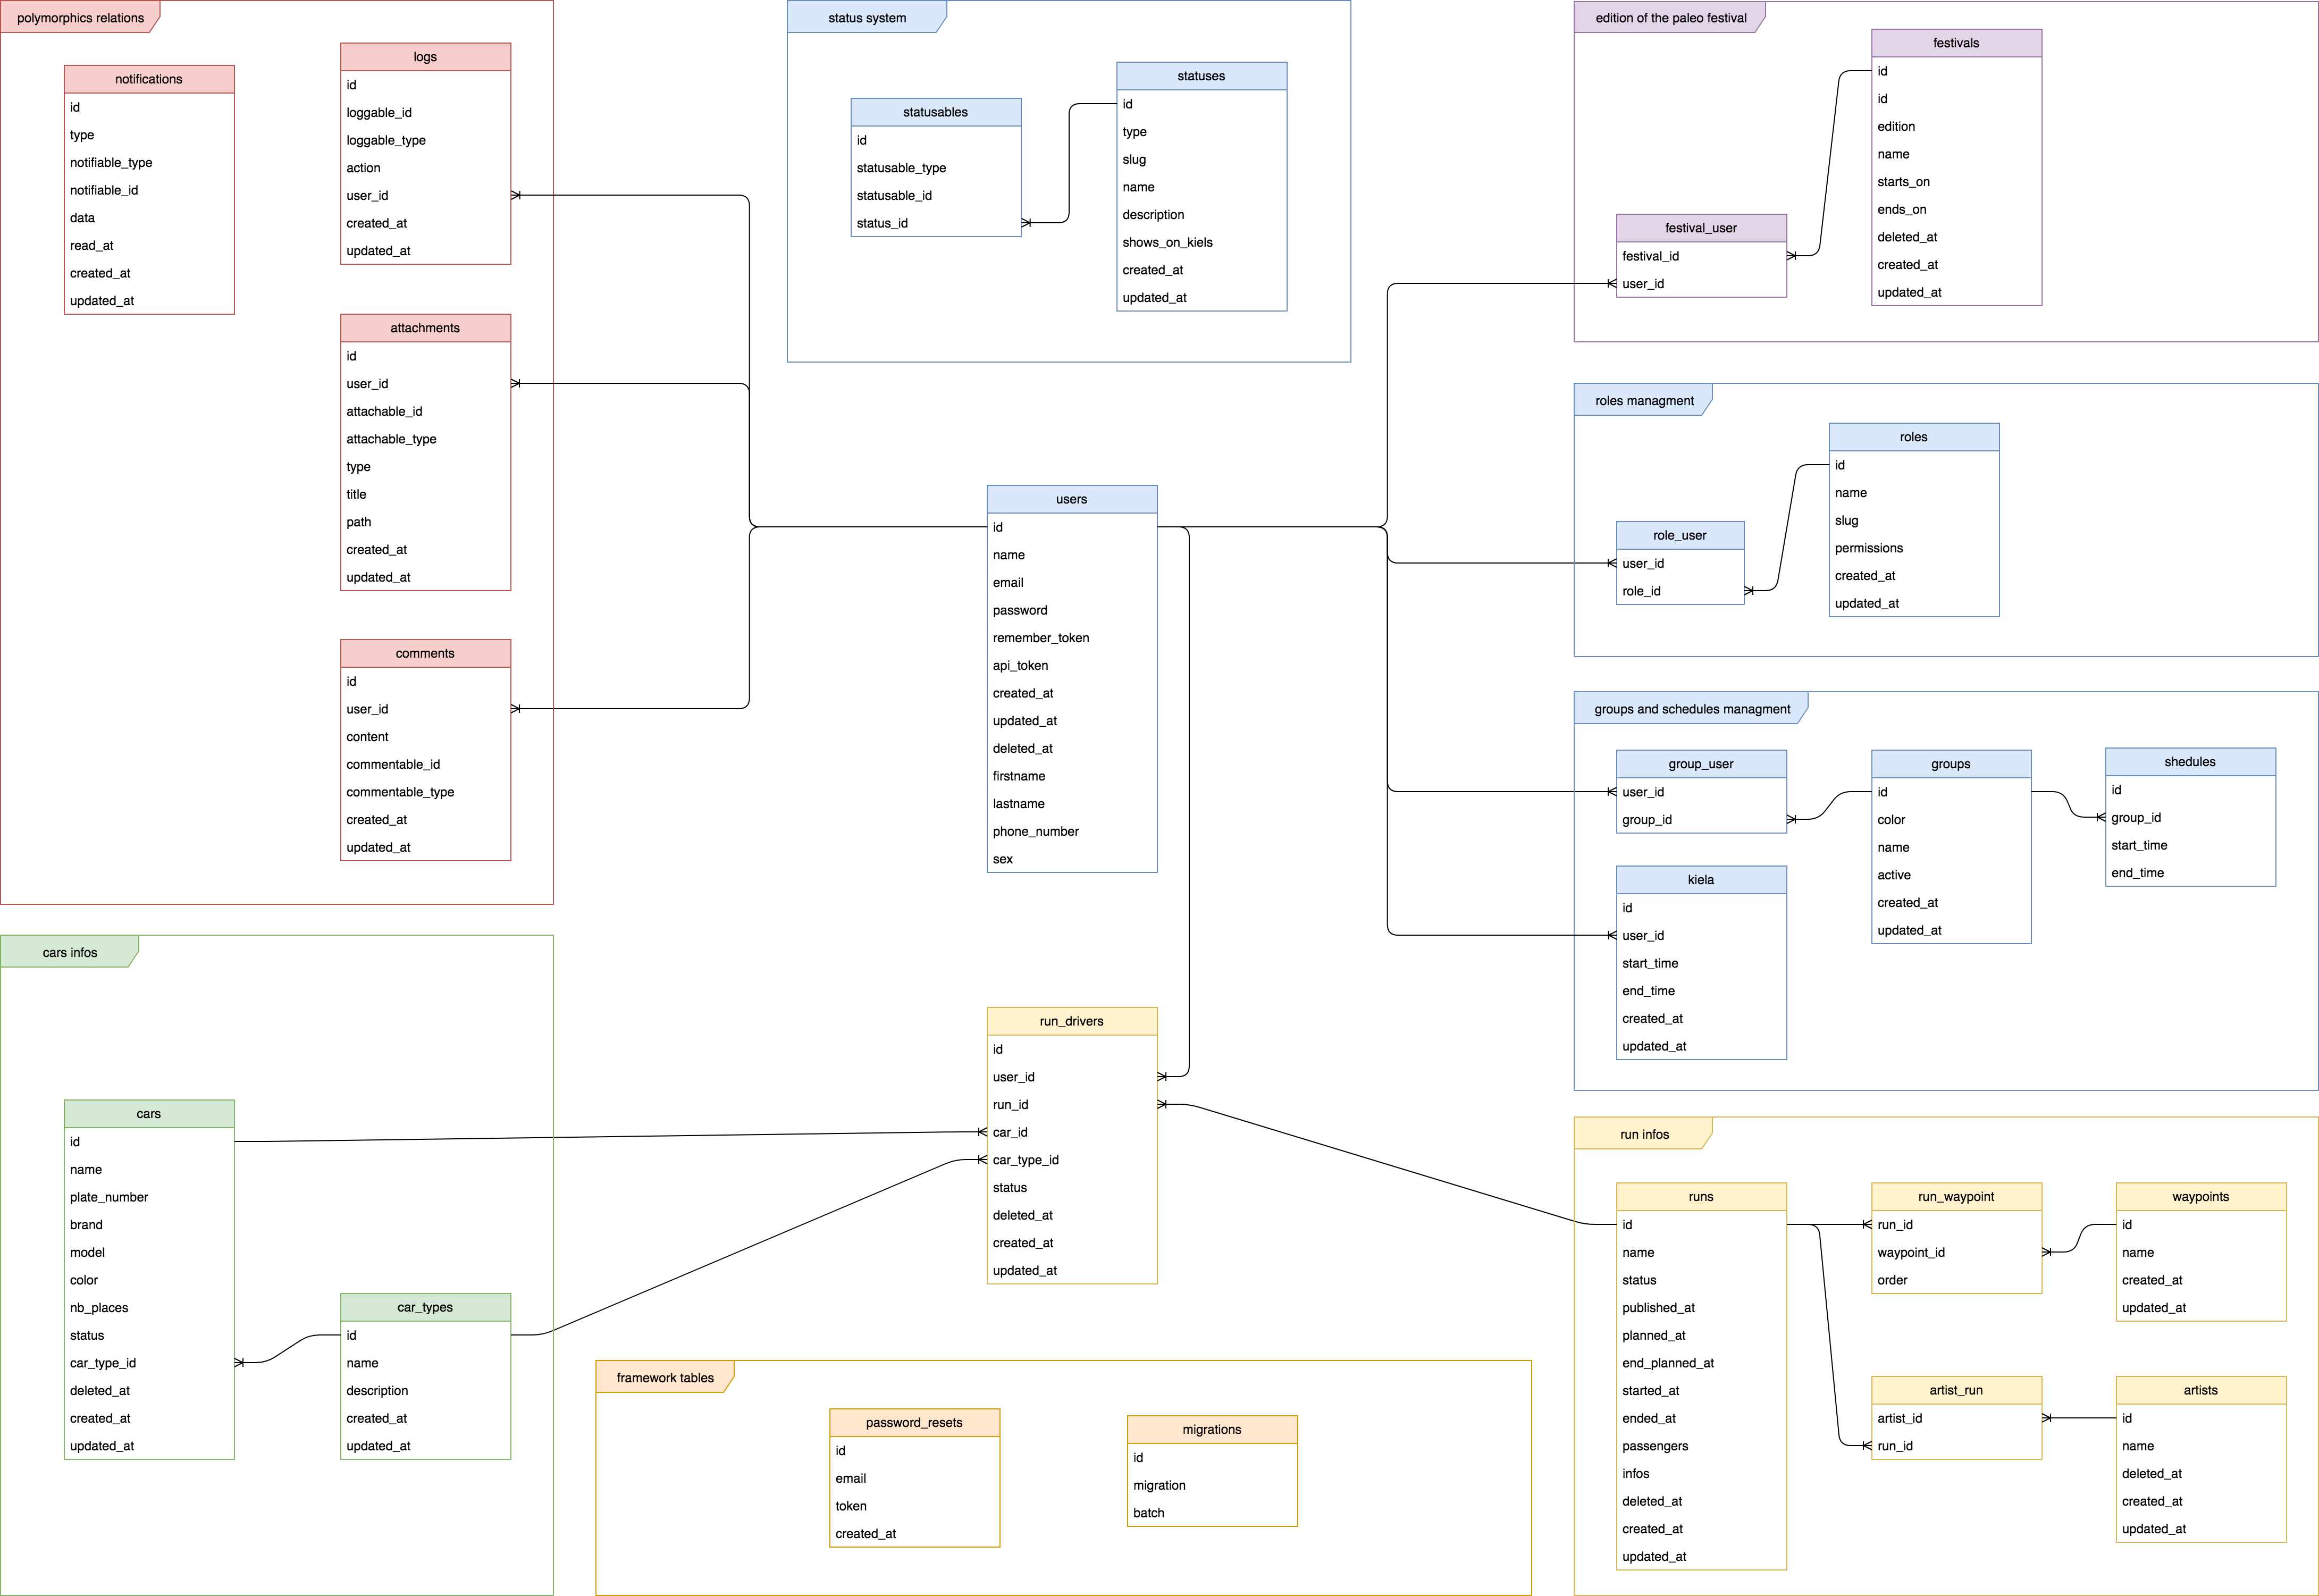 polymorphics relations
notifications
id
type
notifiable_type
notifiable_id
data
read_at
created_at
updated_at
logs
id
loggable_id
loggable_type
action
user_id
created_at
updated_at
attachments
id
user_id
attachable_id
attachable_type
type
title
path
created_at
updated_at
comments
id
user_id
content
commentable_id
commentable_type
created_at
updated_at
status system
statusables
id
statusable_type
statusable_id
status_id
statuses
id
type
slug
name
description
shows_on_kiels
created_at
updated_at
edition of the paleo festival
festivals
id
id
edition
name
starts_on
ends_on
deleted_at
created_at
updated_at
festival_user
festival_id
user_id
roles managment
roles
id
name
slug
permissions
created_at
updated_at
role_user
user_id
role_id
users
id
name
email
password
remember_token
api_token
created_at
updated_at
deleted_at
firstname
lastname
phone_number
sex
groups and schedules managment
group_user
user_id
group_id
groups
id
color
name
active
created_at
updated_at
shedules
id
group_id
start_time
end_time
kiela
id
user_id
start_time
end_time
created_at
updated_at
cars infos
cars
id
name
plate_number
brand
model
color
nb_places
status
car_type_id
deleted_at
created_at
updated_at
car_types
id
name
description
created_at
updated_at
run_drivers
id
user_id
run_id
car_id
car_type_id
status
deleted_at
created_at
updated_at
framework tables
password_resets
id
email
token
created_at
migrations
id
migration
batch
run infos
runs
id
name
status
published_at
planned_at
end_planned_at
started_at
ended_at
passengers
infos
deleted_at
created_at
updated_at
run_waypoint
run_id
waypoint_id
order
waypoints
id
name
created_at
updated_at
artist_run
artist_id
run_id
artists
id
name
deleted_at
created_at
updated_at